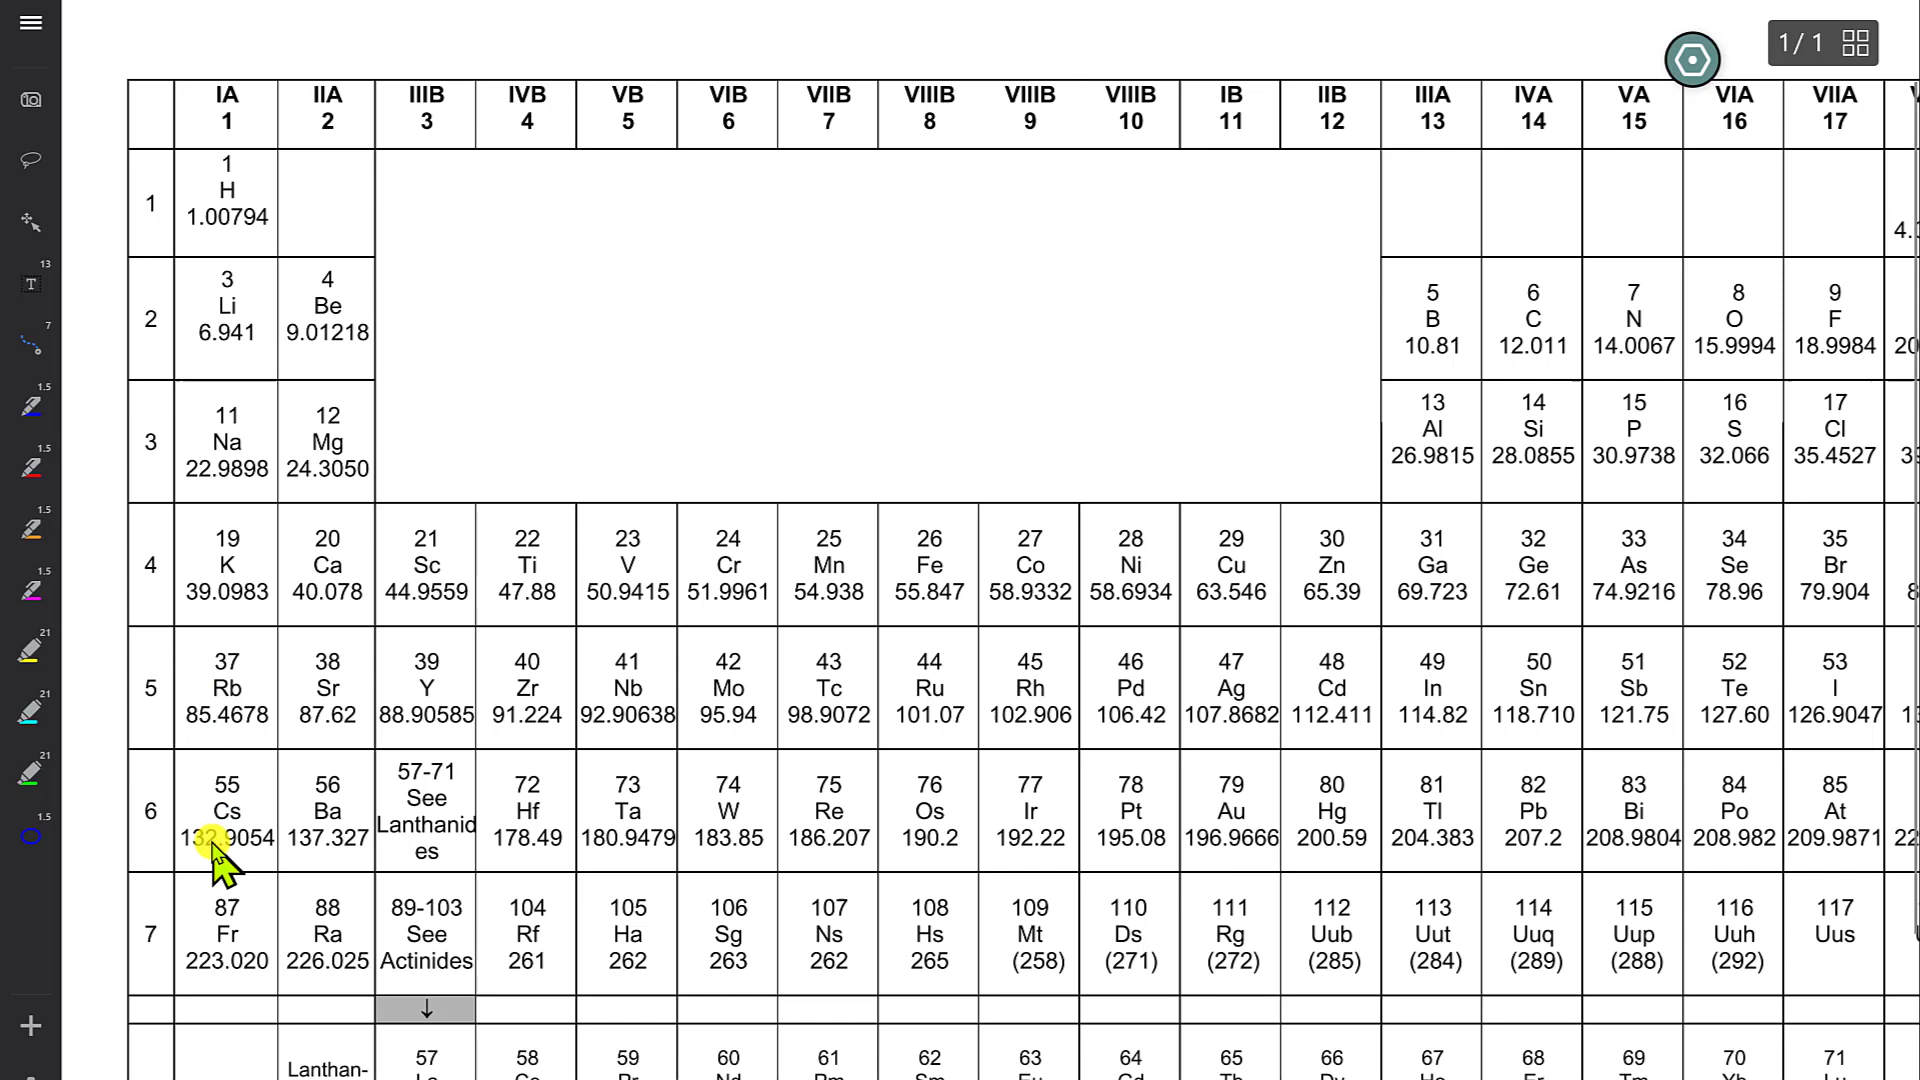 1/1
IA IIA IIIB IVB VB VIB VIIB VIIIB VIIIB VIIIB IB IIB IIIA IVA VA VIA VIIA
1 2 3 4 5 6 7 8 9 10 11 12 13 14 15 16 17
1
1
H
1.00794
2
3 4 5 6 7 8 9
Li Be B C N O F
6.941 9.01218 10.81 12.011 14.0067 15.9994 18.9984
3
11 12 13 14 15 16 17
Na Mg Al Si P S Cl
22.9898 24.3050 26.9815 28.0855 30.9738 32.066 35.4527
4
19 20 21 22 23 24 25 26 27 28 29 30 31 32 33 34 35
K Ca Sc Ti V Cr Mn Fe Co Ni Cu Zn Ga Ge As Se Br
39.0983 40.078 44.9559 47.88 50.9415 51.9961 54.938 55.847 58.9332 58.6934 63.546 65.39 69.723 72.61 74.9216 78.96 79.904
5
37 38 39 40 41 42 43 44 45 46 47 48 49 50 51 52 53
Rb Sr Y Zr Nb Mo Tc Ru Rh Pd Ag Cd In Sn Sb Te I
85.4678 87.62 88.90585 91.224 92.90638 95.94 98.9072 101.07 102.906 106.42 107.8682 112.411 114.82 118.710 121.75 127.60 126.9047
6
55 56 57-71 72 73 74 75 76 77 78 79 80 81 82 83 84 85
Cs Ba See Hf Ta W Re Os Ir Pt Au Hg Tl Pb Bi Po At
132.9054 137.327 Lanthanid 178.49 180.9479 183.85 186.207 190.2 192.22 195.08 196.9666 200.59 204.383 207.2 208.9804 208.982 209.9871
es
7
87 88 89-103 104 105 106 107 108 109 110 111 112 113 114 115 116 117
Fr Ra See Rf Ha Sg Ns Hs Mt Ds Rg Uub Uut Uuq Uup Uuh Uus
223.020 226.025 Actinides 261 262 263 262 265 (258) (271) (272) (285) (284) (289) (288) (292)
↓
57 58 59 60 61 62 63 64 65 66 67 68 69 70 71
Lanthan-
13
T
7
1.5
1.5
1.5
1.5
21
21
21
1.5